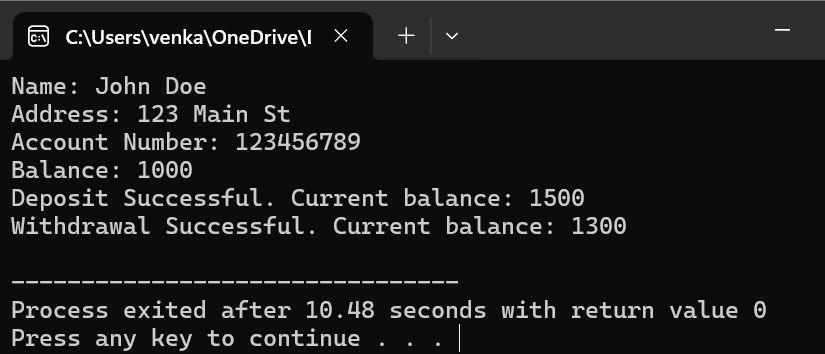 C:\Users\venka\OneDrive\I
Name: John Doe
Address: 123 Main St
Account Number: 123456789
Balance: 1000
Deposit Successful. Current balance: 1500
Withdrawal Successful. Current balance: 1300
--------------------------------
Process exited after 10.48 seconds with return value 0
Press any key to continue . . .